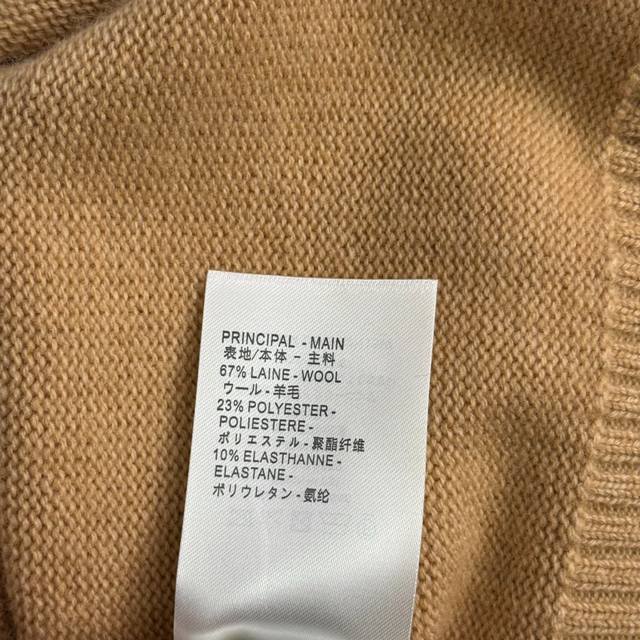 PRINCIPAL - MAIN
表地/本体 - 主料
67% LAINE - WOOL
ウール - 羊毛
23% POLYESTER -
POLIESTERE -
ポリエステル - 聚酯纤维
10% ELASTHANNE -
ELASTANE -
ポリウレタン - 氨纶